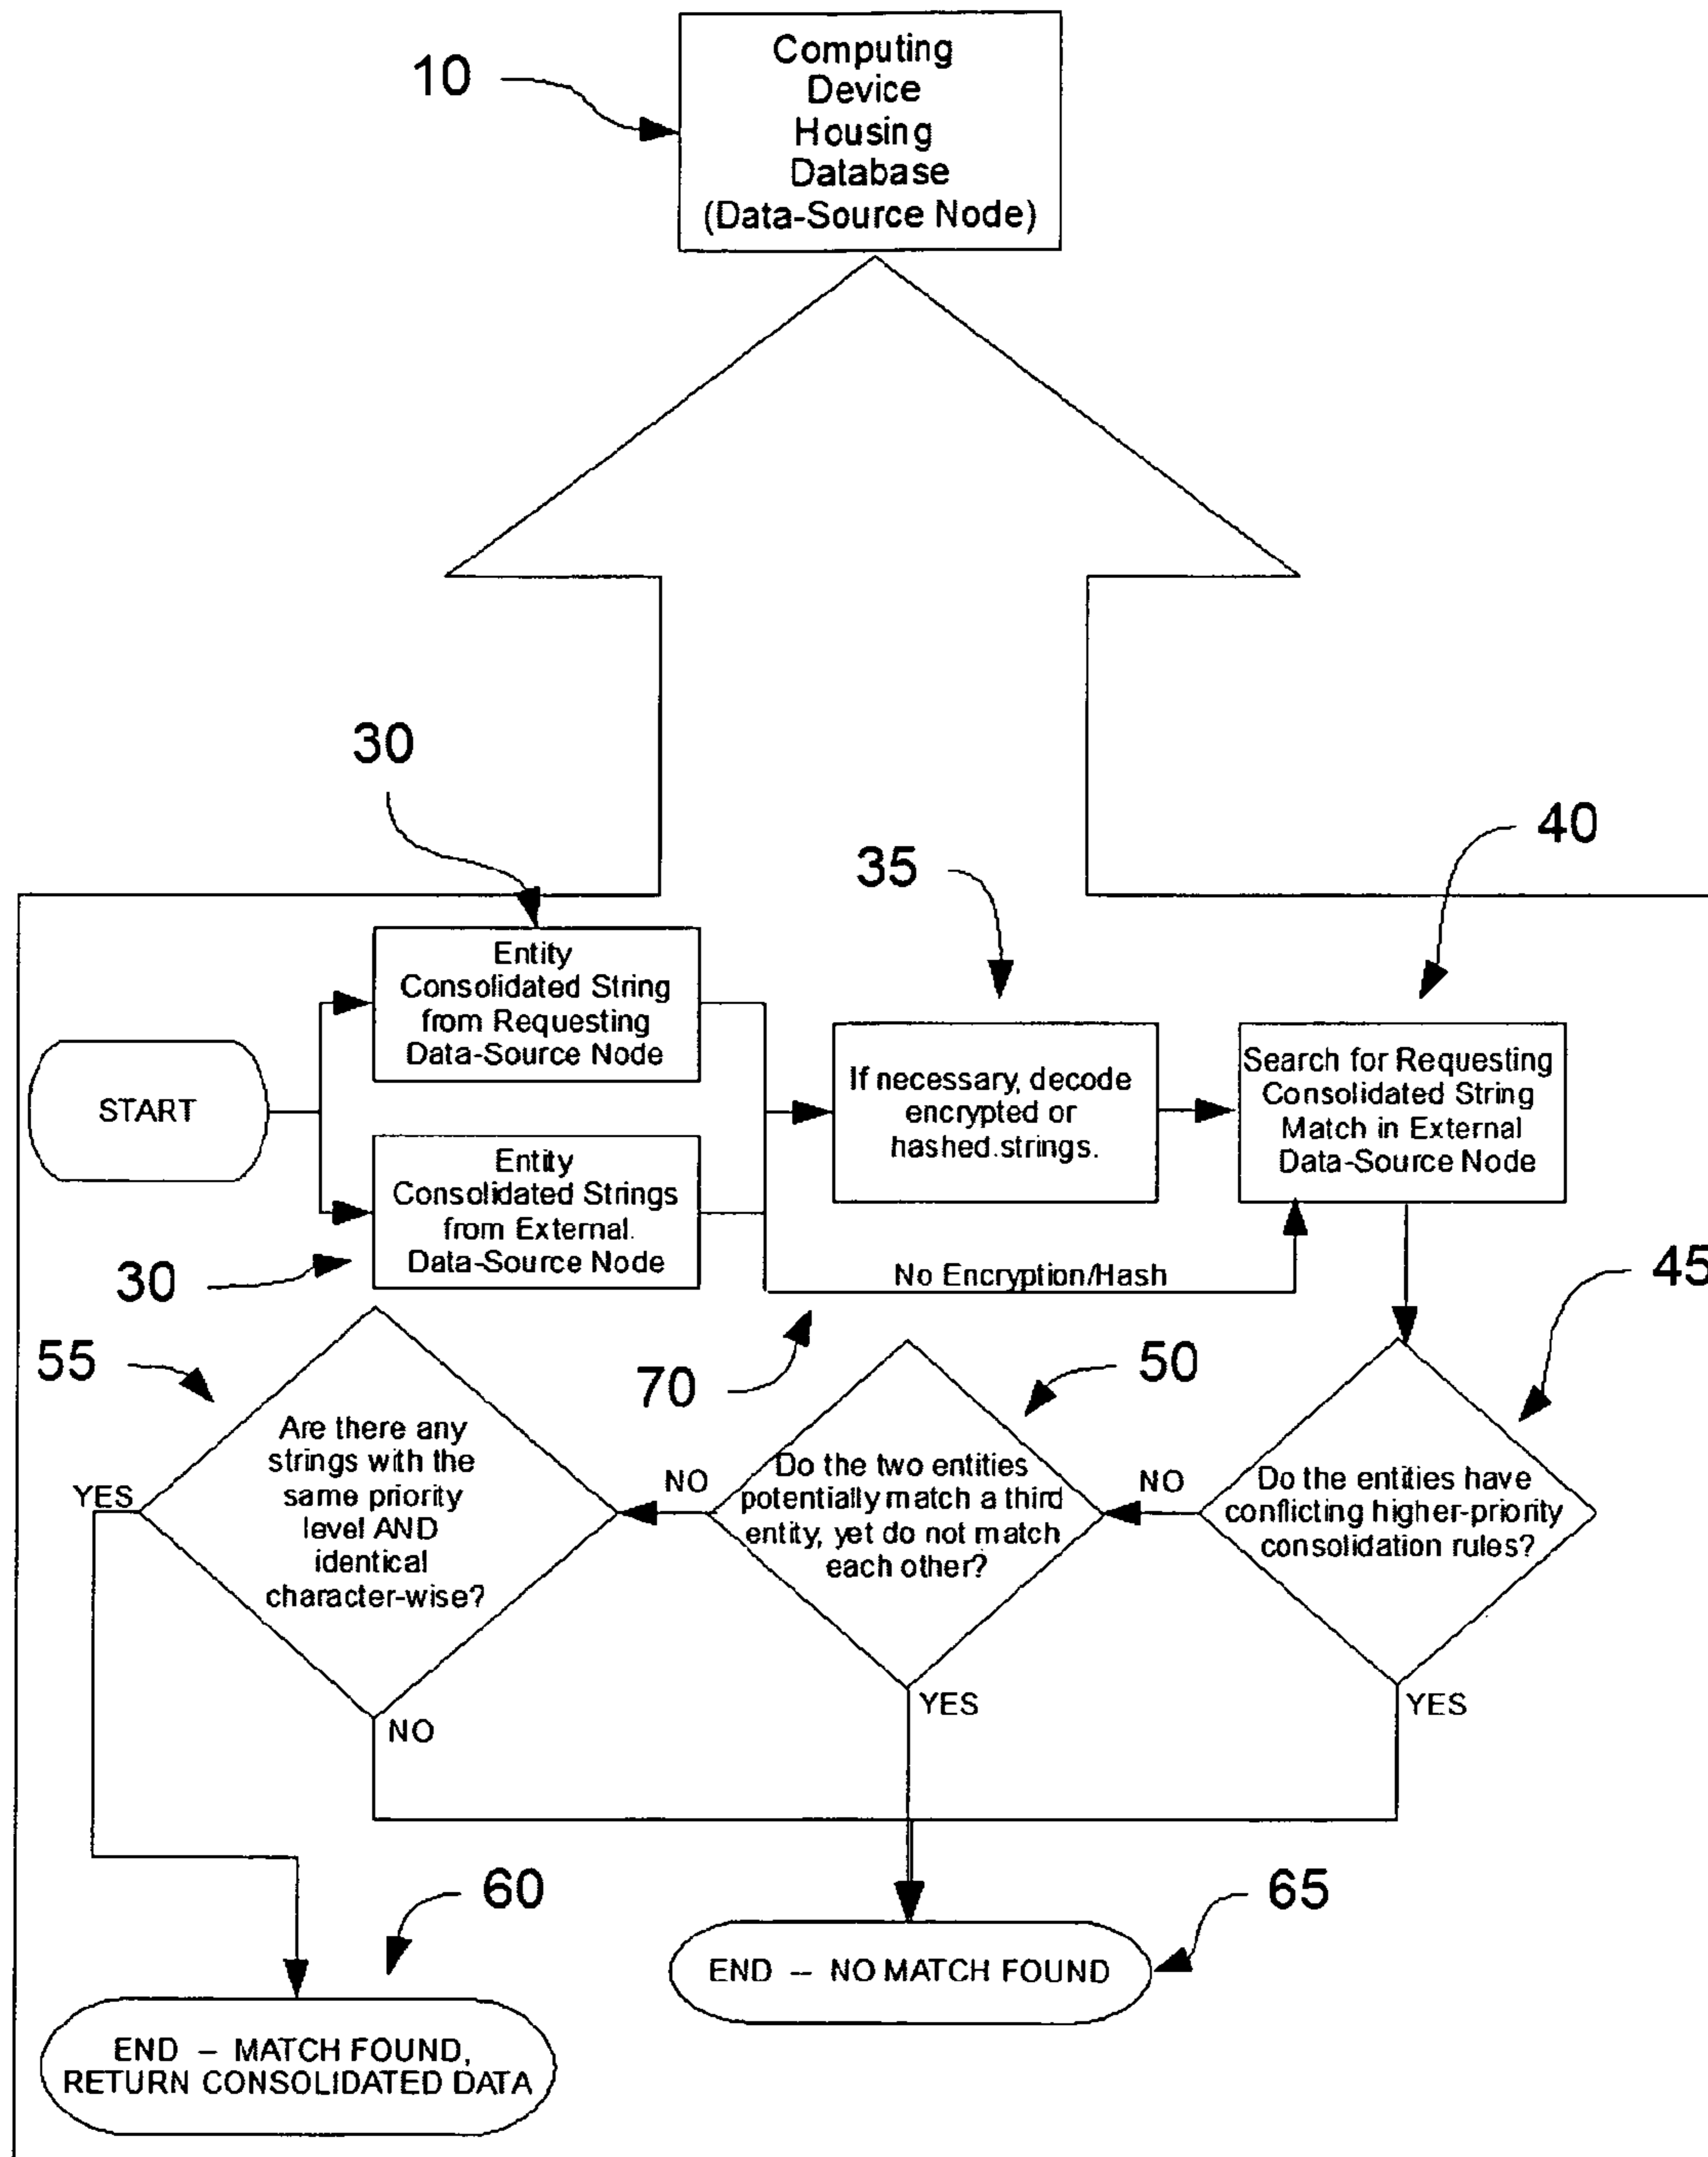 10
Computing
Device
Housing
Database
(Data-Source Node)
30
35
40
Entity
Consolidated String
from Requesting
Data-Source Node
START
If necessary, decode
encrypted or
hashed.strings.
Search for Requesting
Consolidated String
Match in External
Data-Source Node
Entity
Consolidated Strings
from External.
Data-Source Node
30
No Encryption/Hash
45
55
70
50
Are there any
strings with the
same priority
level AND
identical
character-wise?
YES
NO
Do the two entities
potentially match a third
entity, yet do not match
each other?
NO
Do the entities have
conflicting higher-priority
consolidation rules?
NO
YES
YES
60
65
END – NO MATCH FOUND
END – MATCH FOUND,
RETURN CONSOLIDATED DATA